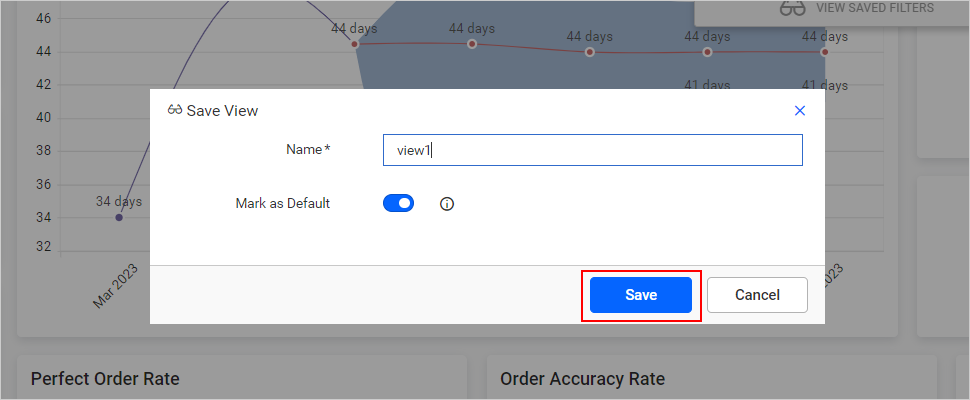 46
VIEW SAVED FILTERS
44 days
44 days
44 days
44 days
44 days
44
42
41 days
41 days
40
38
36
34 days
34
32
Mar 2023
2023
Save View
Name*
view1
Mark as Default
Save
Cancel
Perfect Order Rate
Order Accuracy Rate